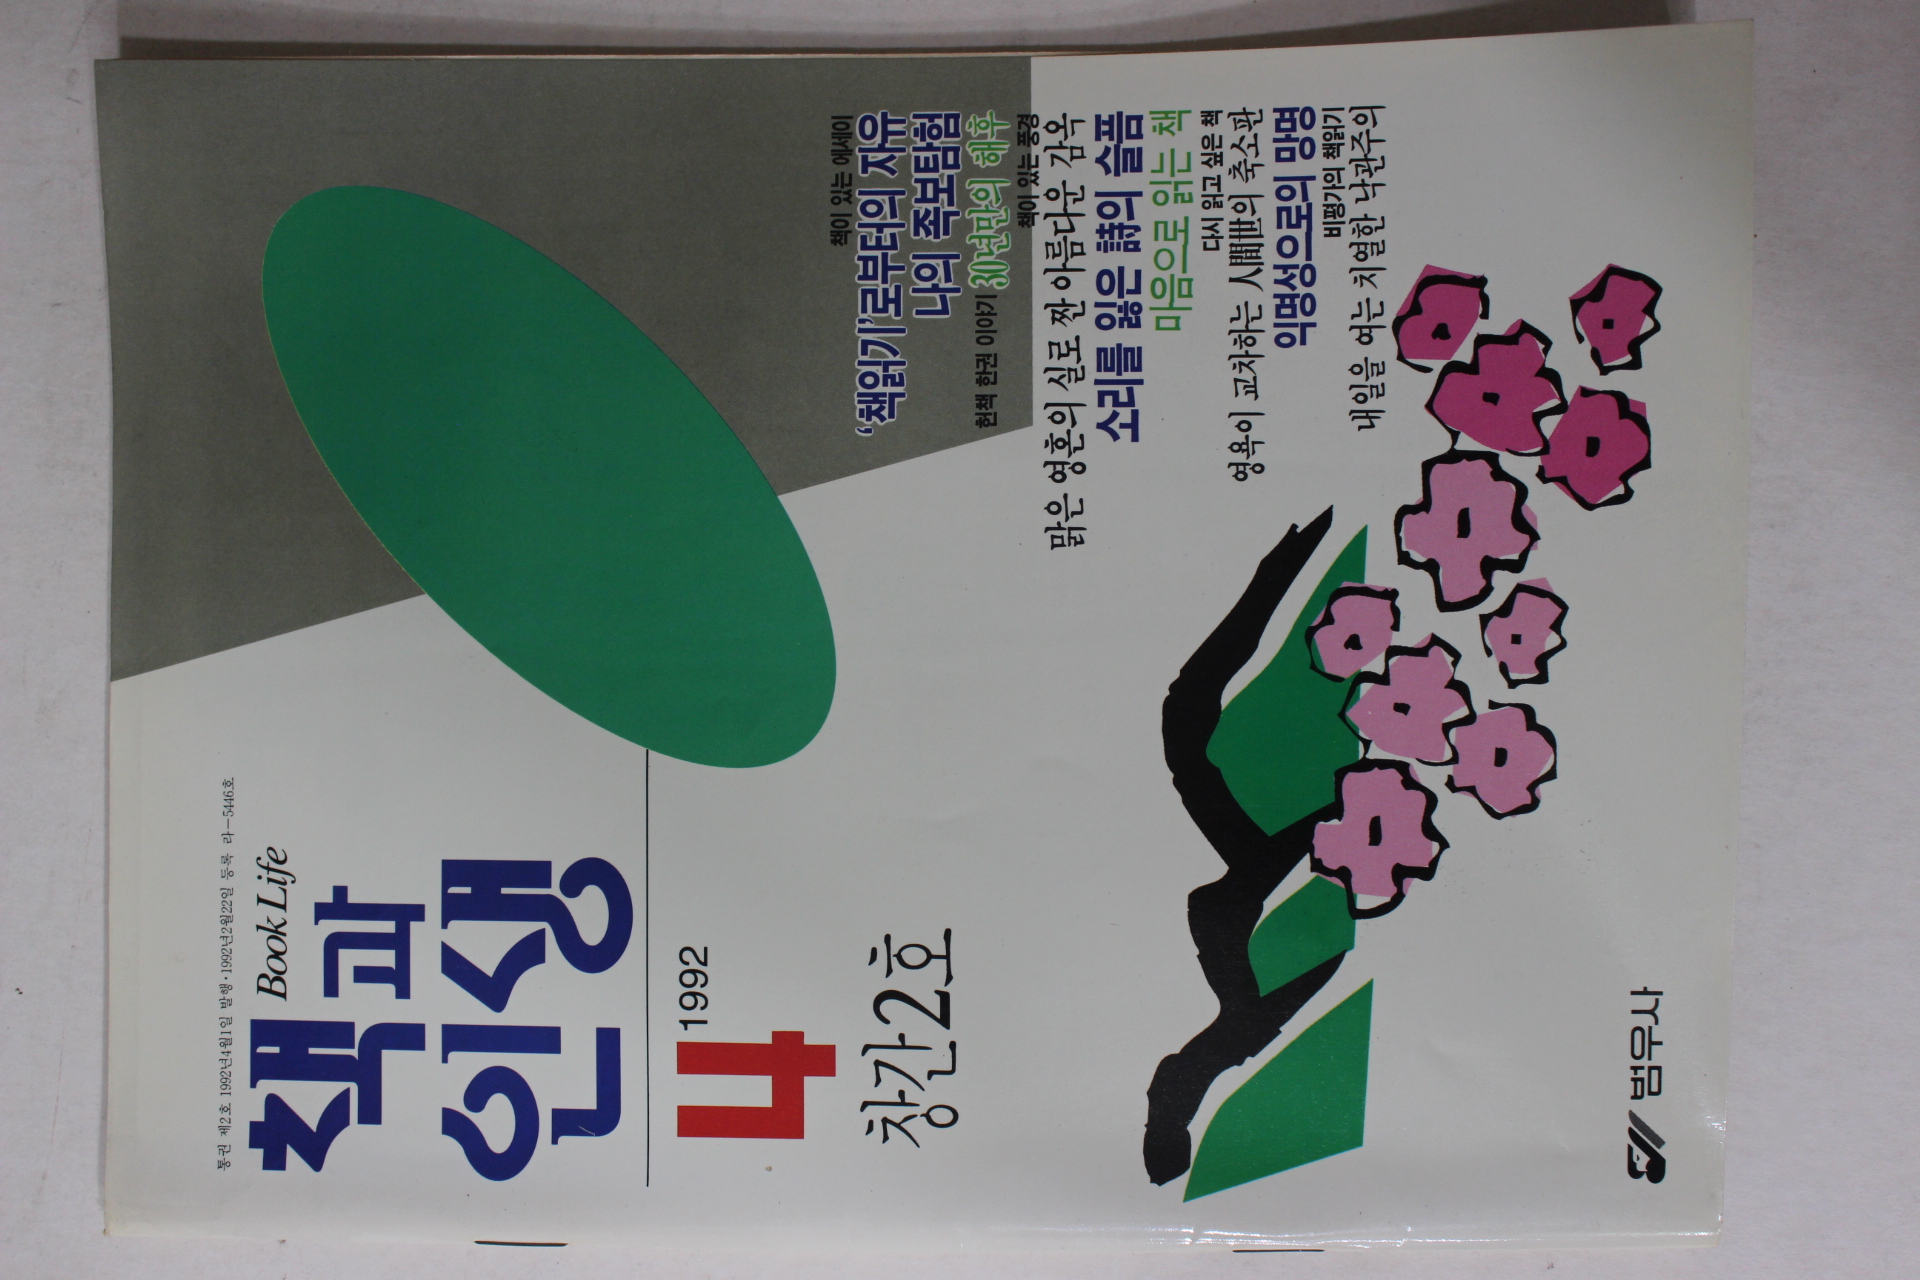 통권 제2호 1992년4월1일 발행·1992년2월22일 등록 라-5446호
Book Life
책과
인생
4 1992
창간2호
책이 있는 에세이
‘책읽기’로부터의 자유
나의 족보탐험
헌책 한권 이야기 30년만의 해후
책이 있는 풍경
맑은 영혼의 실로 짠 아름다운 감옥
소리를 잃은 詩의 슬픔
마음으로 읽는 책
다시 읽고 싶은 책
영욕이 교차하는 人間世의 축소판
익명성으로의 망명
비평가의 책읽기
내일을 여는 치열한 낙관주의
범우사